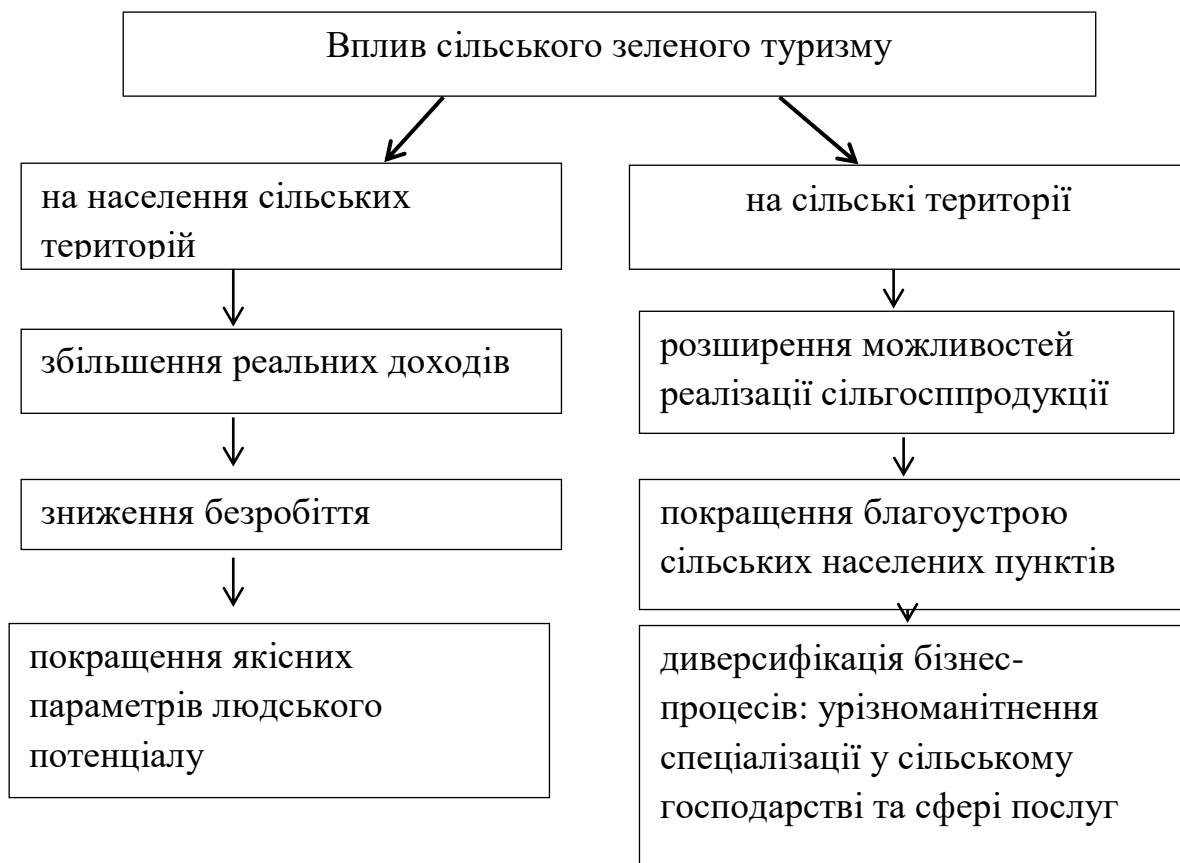 Вплив сільського зеленого туризму
на населення сільських
територій
збільшення реальних доходів
зниження безробіття
покращення якісних
параметрів людського
потенціалу
на сільські території
розширення можливостей
реалізації сільгосппродукції
покращення благоустрою
сільських населених пунктів
диверсифікація бізнес-
процесів: урізноманітнення
спеціалізації у сільському
господарстві та сфері послуг